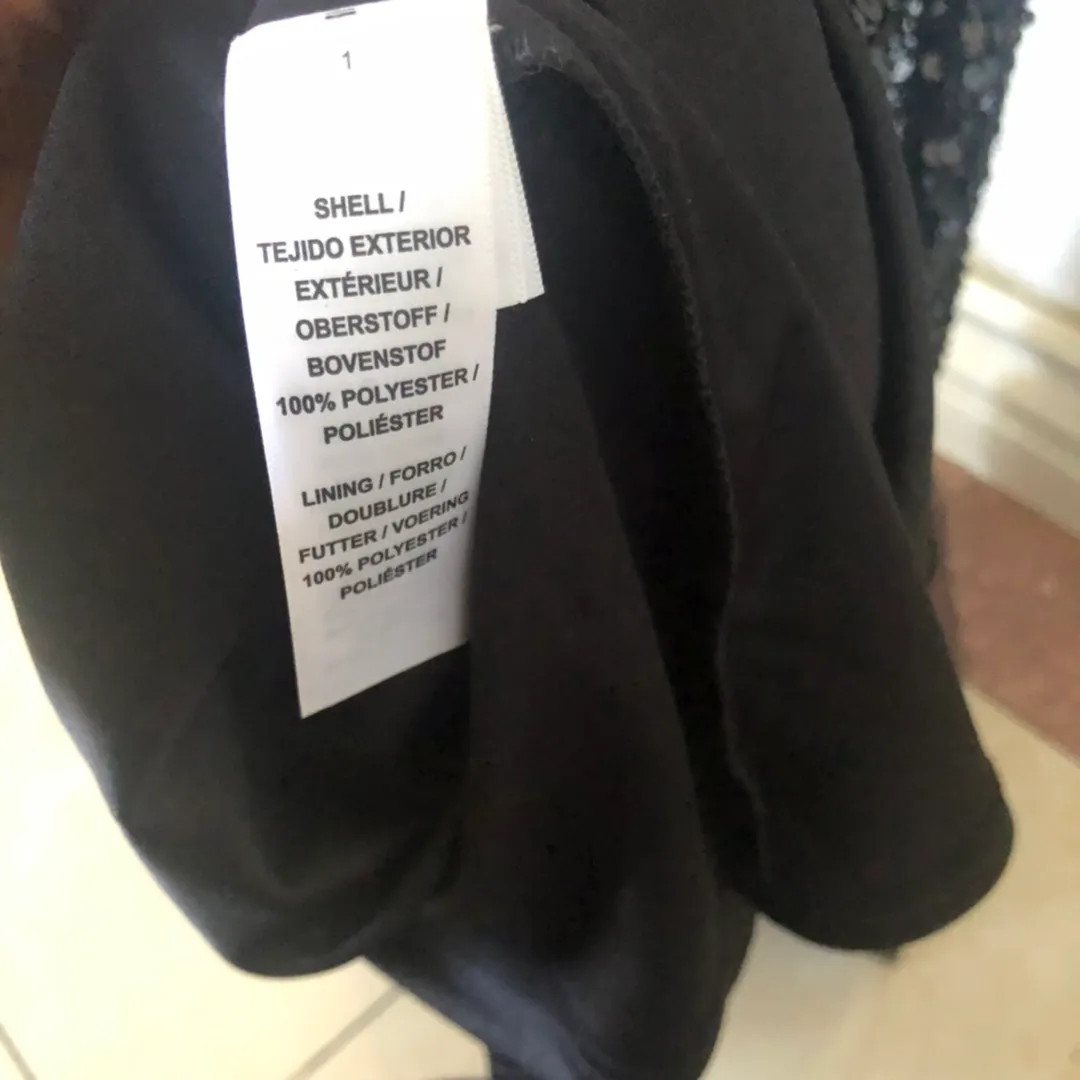 1
SHELL /
TEJIDO EXTERIOR
EXTÉRIEUR /
OBERSTOFF /
BOVENSTOF
100% POLYESTER /
POLIÉSTER
LINING / FORRO /
DOUBLURE /
FUTTER / VOERING
100% POLYESTER /
POLIÉSTER